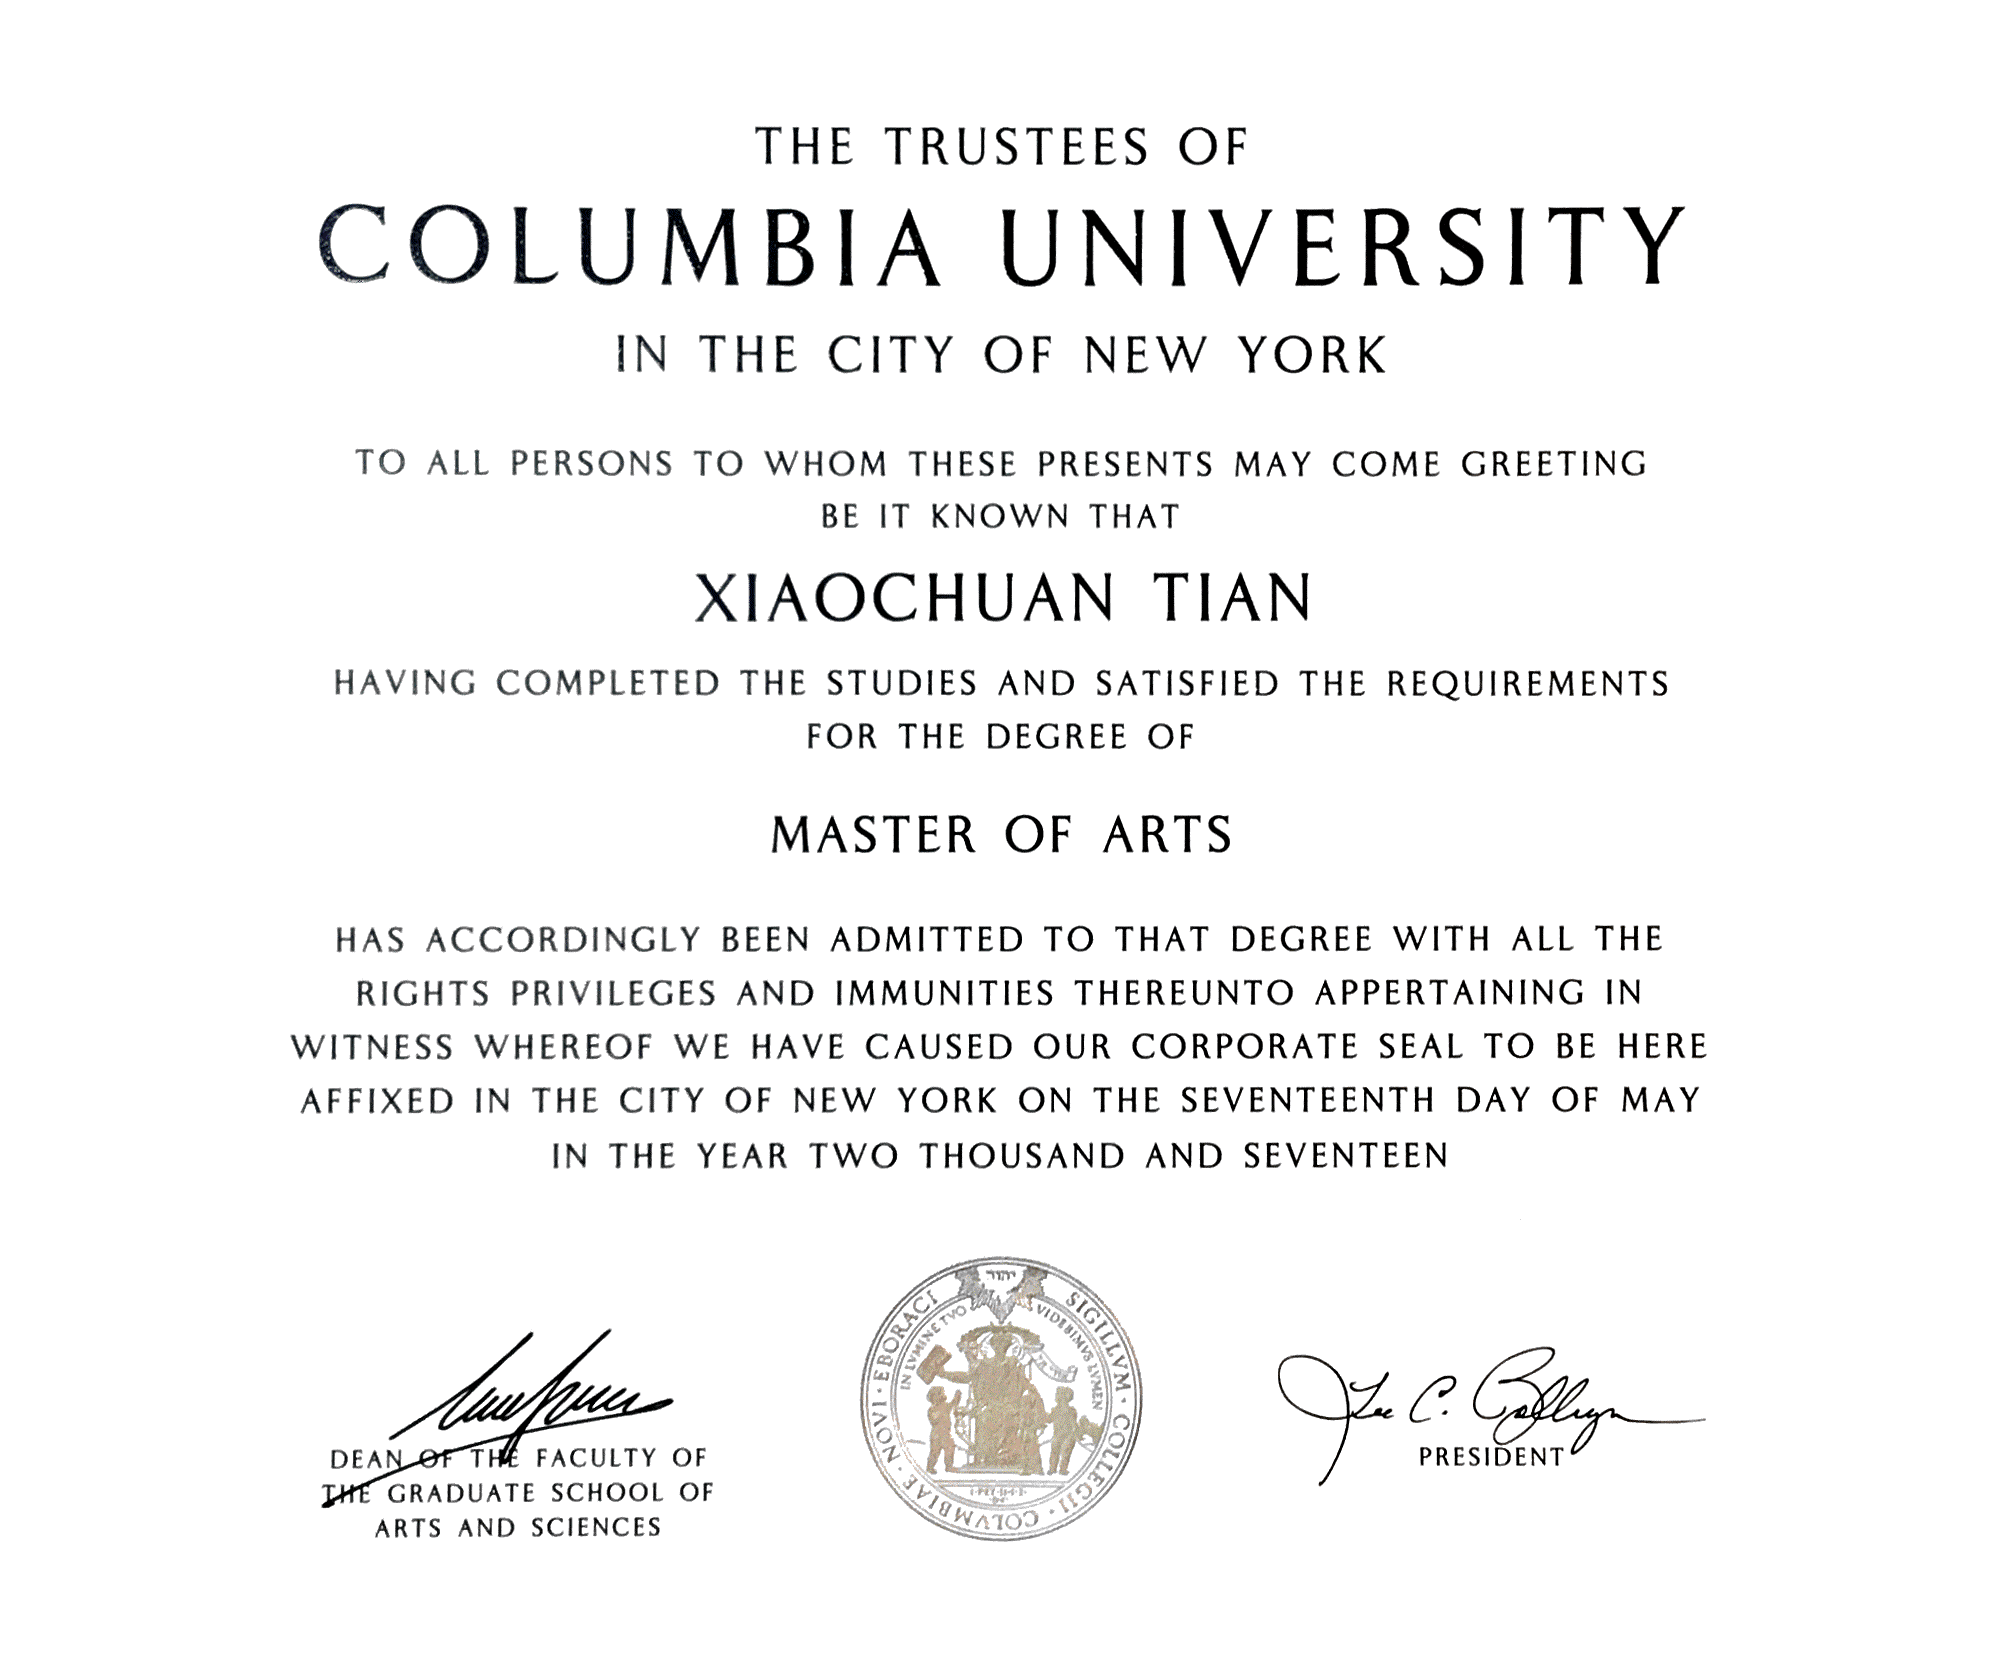 THE TRUSTEES OF
COLUMBIA UNIVERSITY
IN THE CITY OF NEW YORK
TO ALL PERSONS TO WHOM THESE PRESENTS MAY COME GREETING
BE IT KNOWN THAT
XIAOCHUAN TIAN
HAVING COMPLETED THE STUDIES AND SATISFIED THE REQUIREMENTS
FOR THE DEGREE OF
MASTER OF ARTS
HAS ACCORDINGLY BEEN ADMITTED TO THAT DEGREE WITH ALL THE
RIGHTS PRIVILEGES AND IMMUNITIES THEREUNTO APPERTAINING IN
WITNESS WHEREOF WE HAVE CAUSED OUR CORPORATE SEAL TO BE HERE
AFFIXED IN THE CITY OF NEW YORK ON THE SEVENTEENTH DAY OF MAY
IN THE YEAR TWO THOUSAND AND SEVENTEEN
DEAN OF THE FACULTY OF
THE GRADUATE SCHOOL OF
ARTS AND SCIENCES
SIGILLVM · COLLEGII · COLVMBIAE · NOVI · EBORACI
IN LVMINE TVO VIDEBIMVS LVMEN
יהוה
Lee C. Bollinger
PRESIDENT